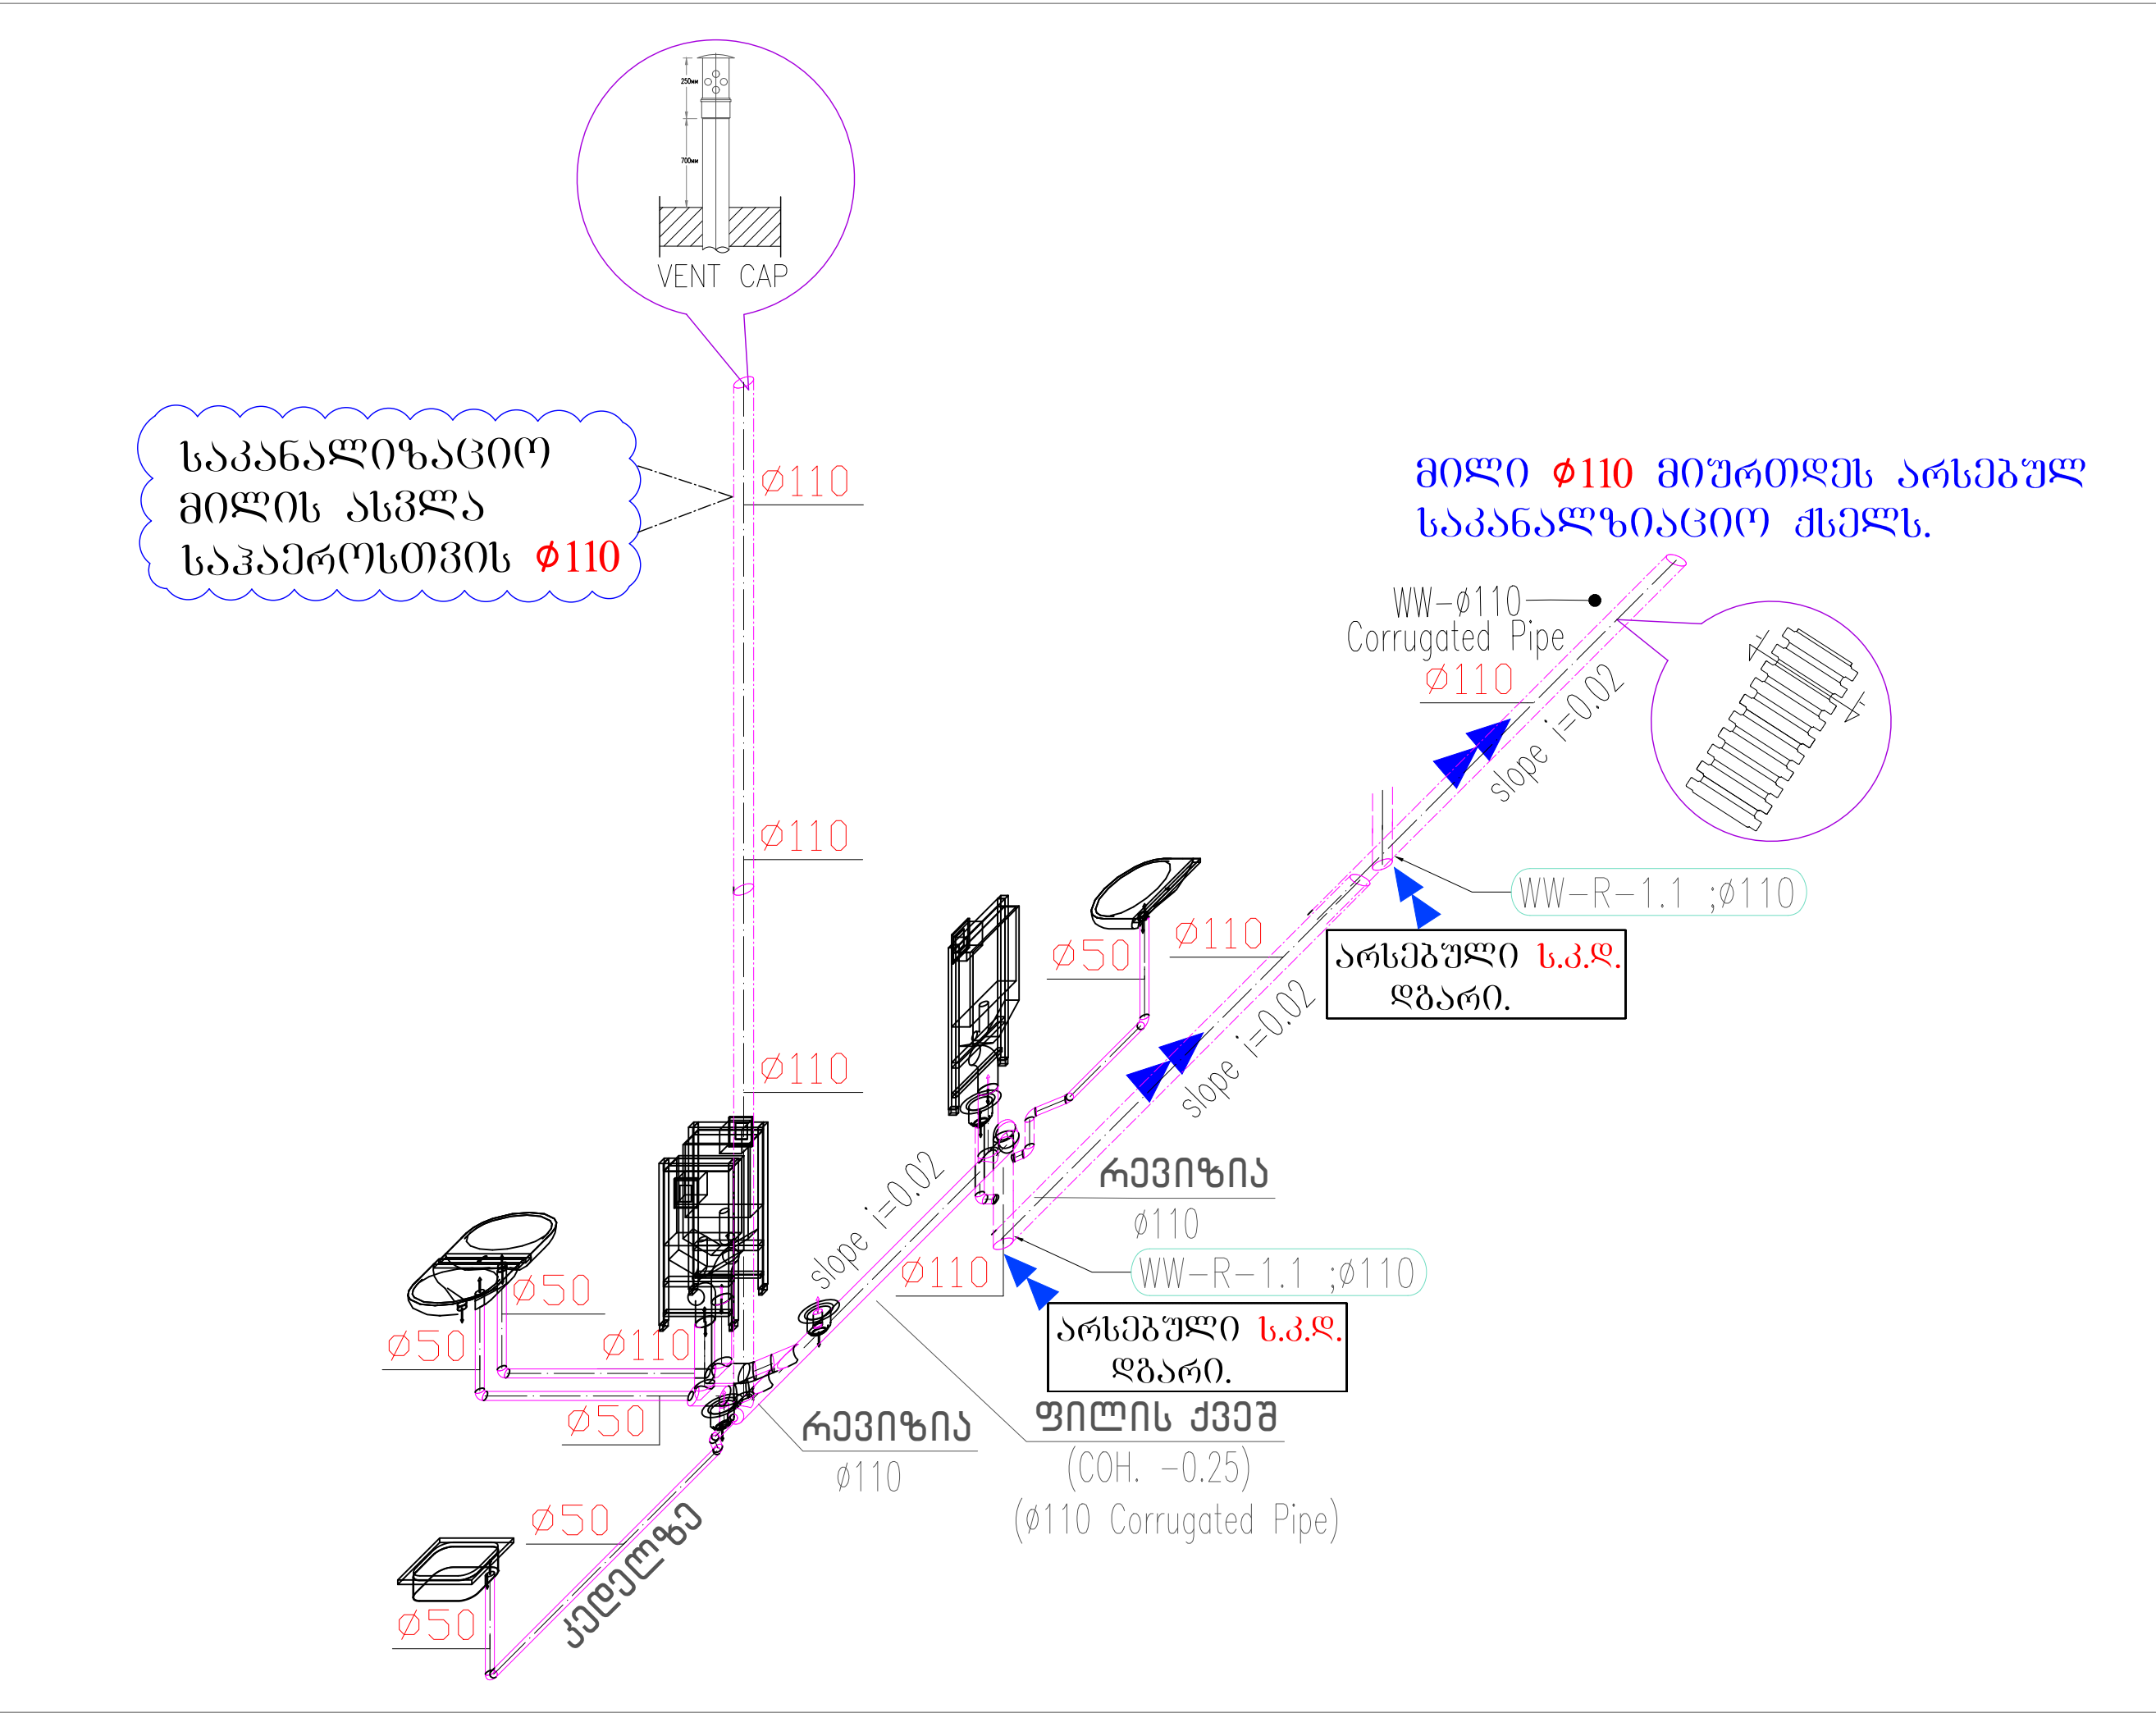 250мм
700мм
VENT CAP
საკანალიზაციო
მილის ასვლა
საჰაეროსთვის ⌀110
⌀110
მილი ⌀110 მიუერთდეს არსებულ
საკანალზიაციო ქსელს.
WW-⌀110
Corrugated Pipe
⌀110
slope i=0.02
⌀110
WW-R-1.1 ;⌀110
არსებული ს.კ.დ.
დგარი.
⌀110
⌀50
slope i=0.02
⌀110
რევიზია
⌀110
slope i=0.02
⌀110
WW-R-1.1 ;⌀110
არსებული ს.კ.დ.
დგარი.
⌀50
⌀50
⌀110
⌀50
რევიზია
⌀110
ფილის ქვეშ
(COH. -0.25)
(⌀110 Corrugated Pipe)
⌀50
კედელზე
⌀50